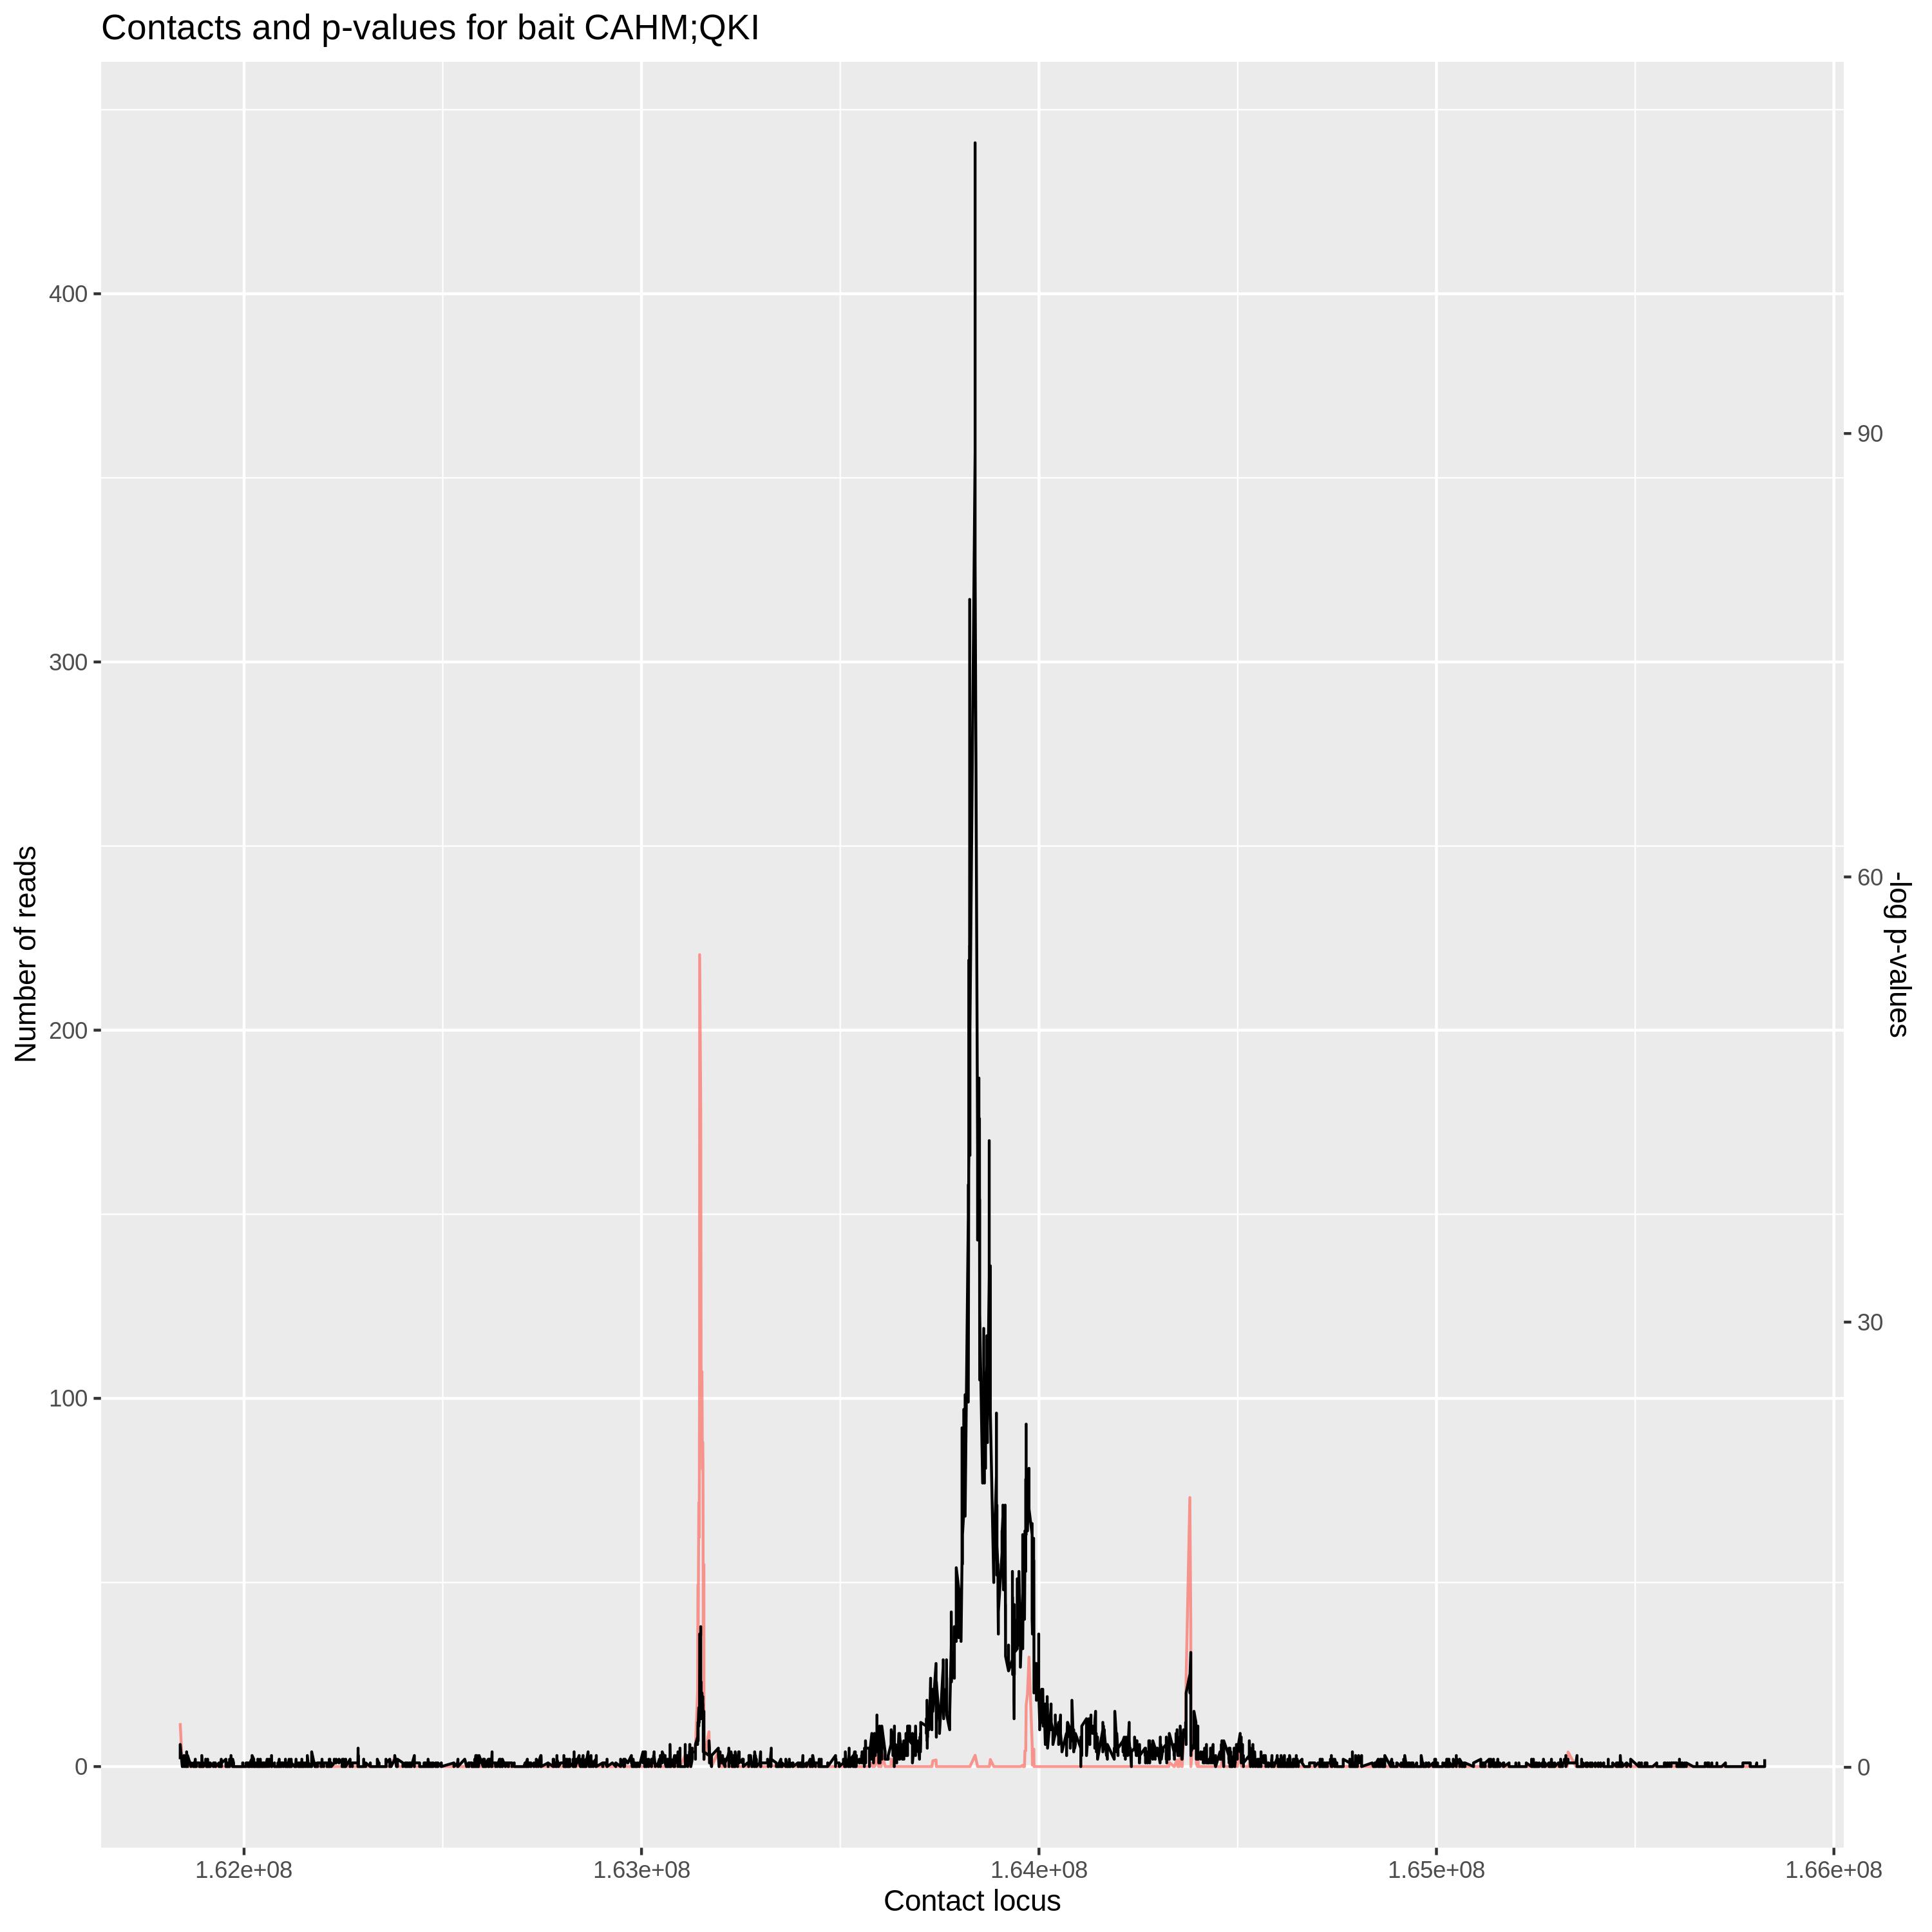 Contacts and p-values for bait CAHM;QKI
Number of reads
400
300
200
100
0
90
60
30
0
-log p-values
1.62e+08
1.63e+08
1.64e+08
1.65e+08
1.66e+08
Contact locus